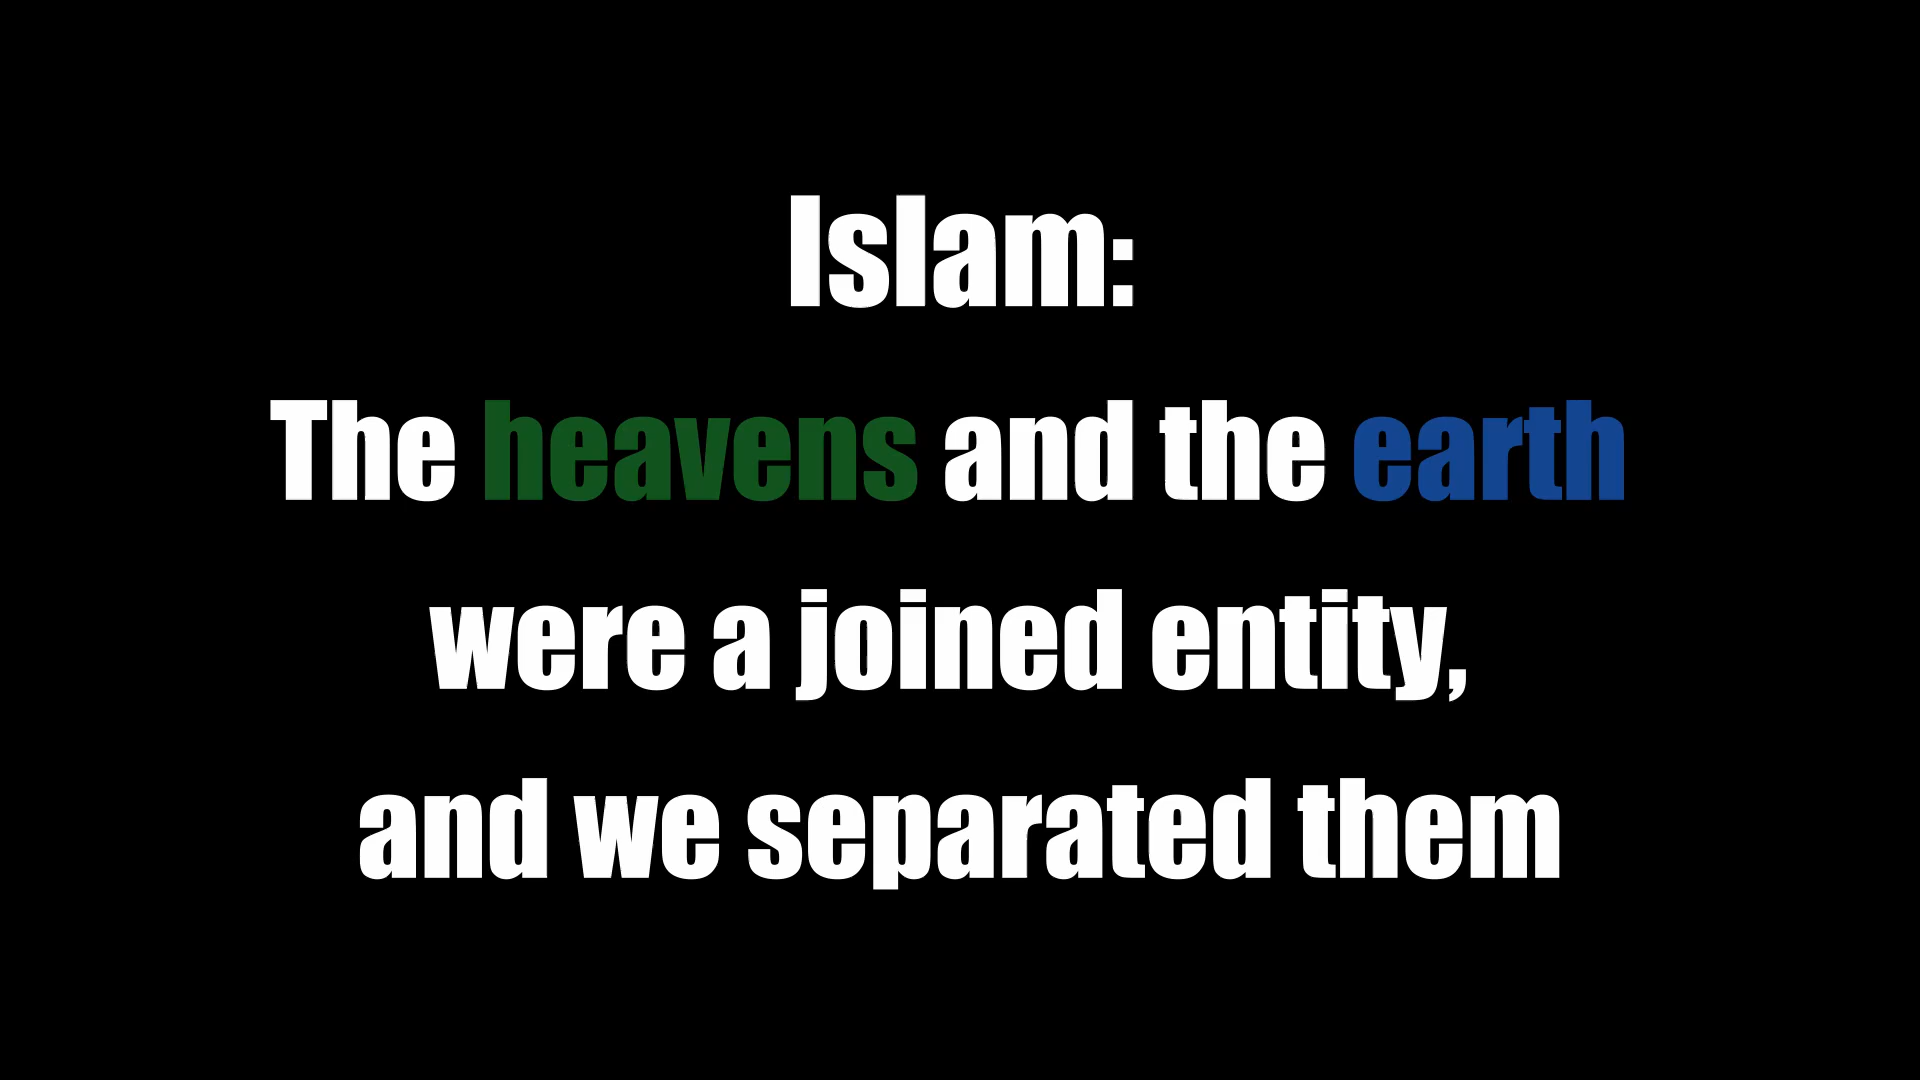 Islam:
The heavens and the earth
were a joined entity,
and we separated them